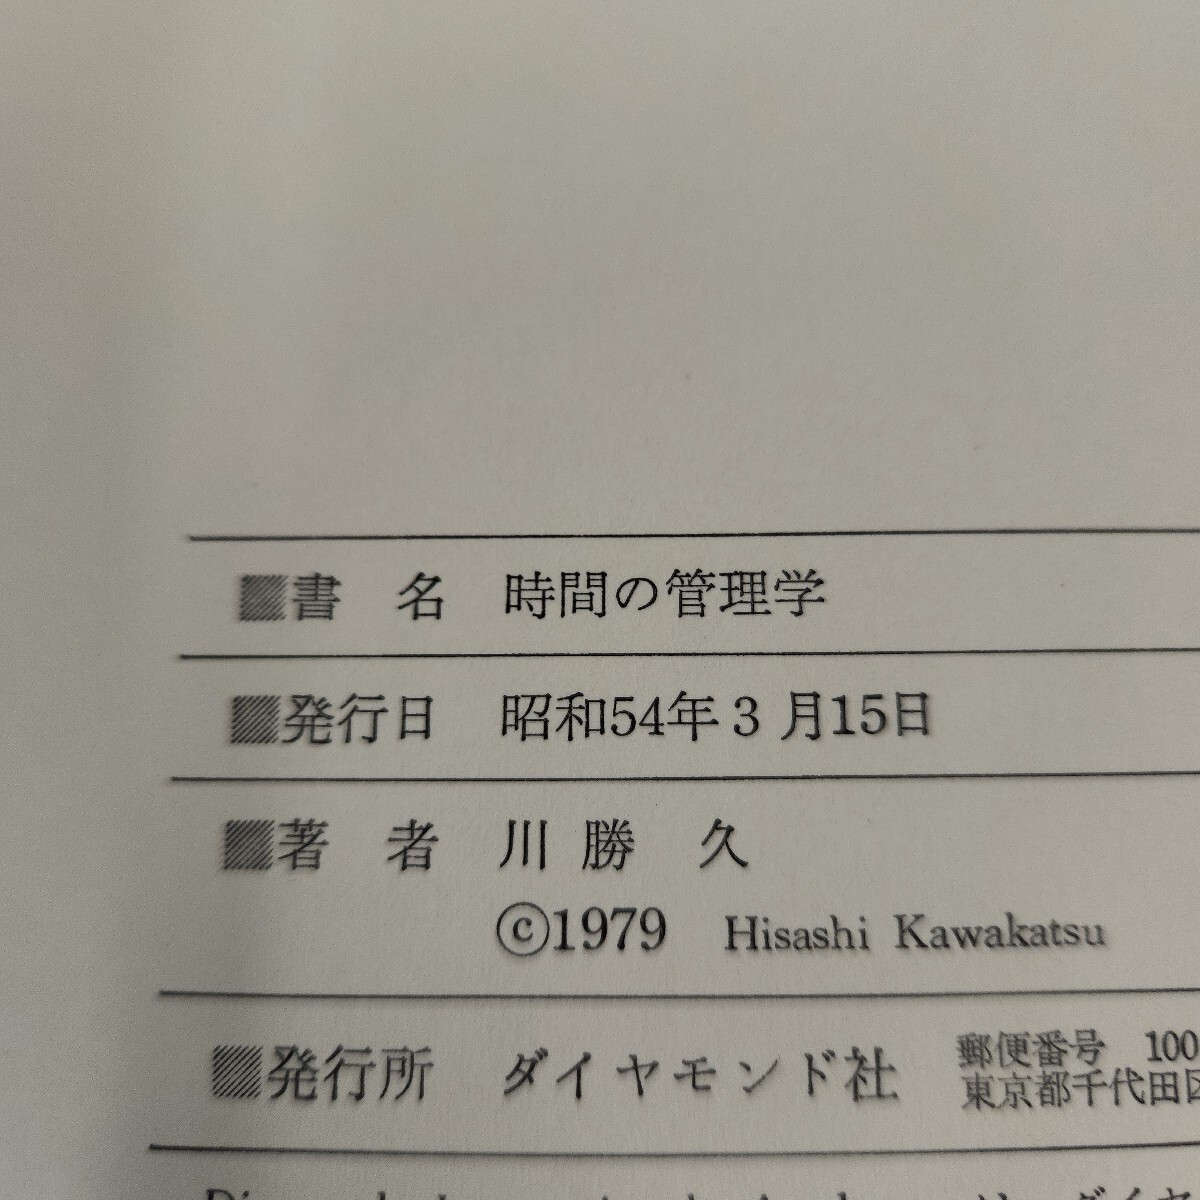 書　名　時間の管理学
発行日　昭和54年3月15日
著　者　川勝　久
©1979　Hisashi Kawakatsu
発行所　ダイヤモンド社
郵便番号　100
東京都千代田区